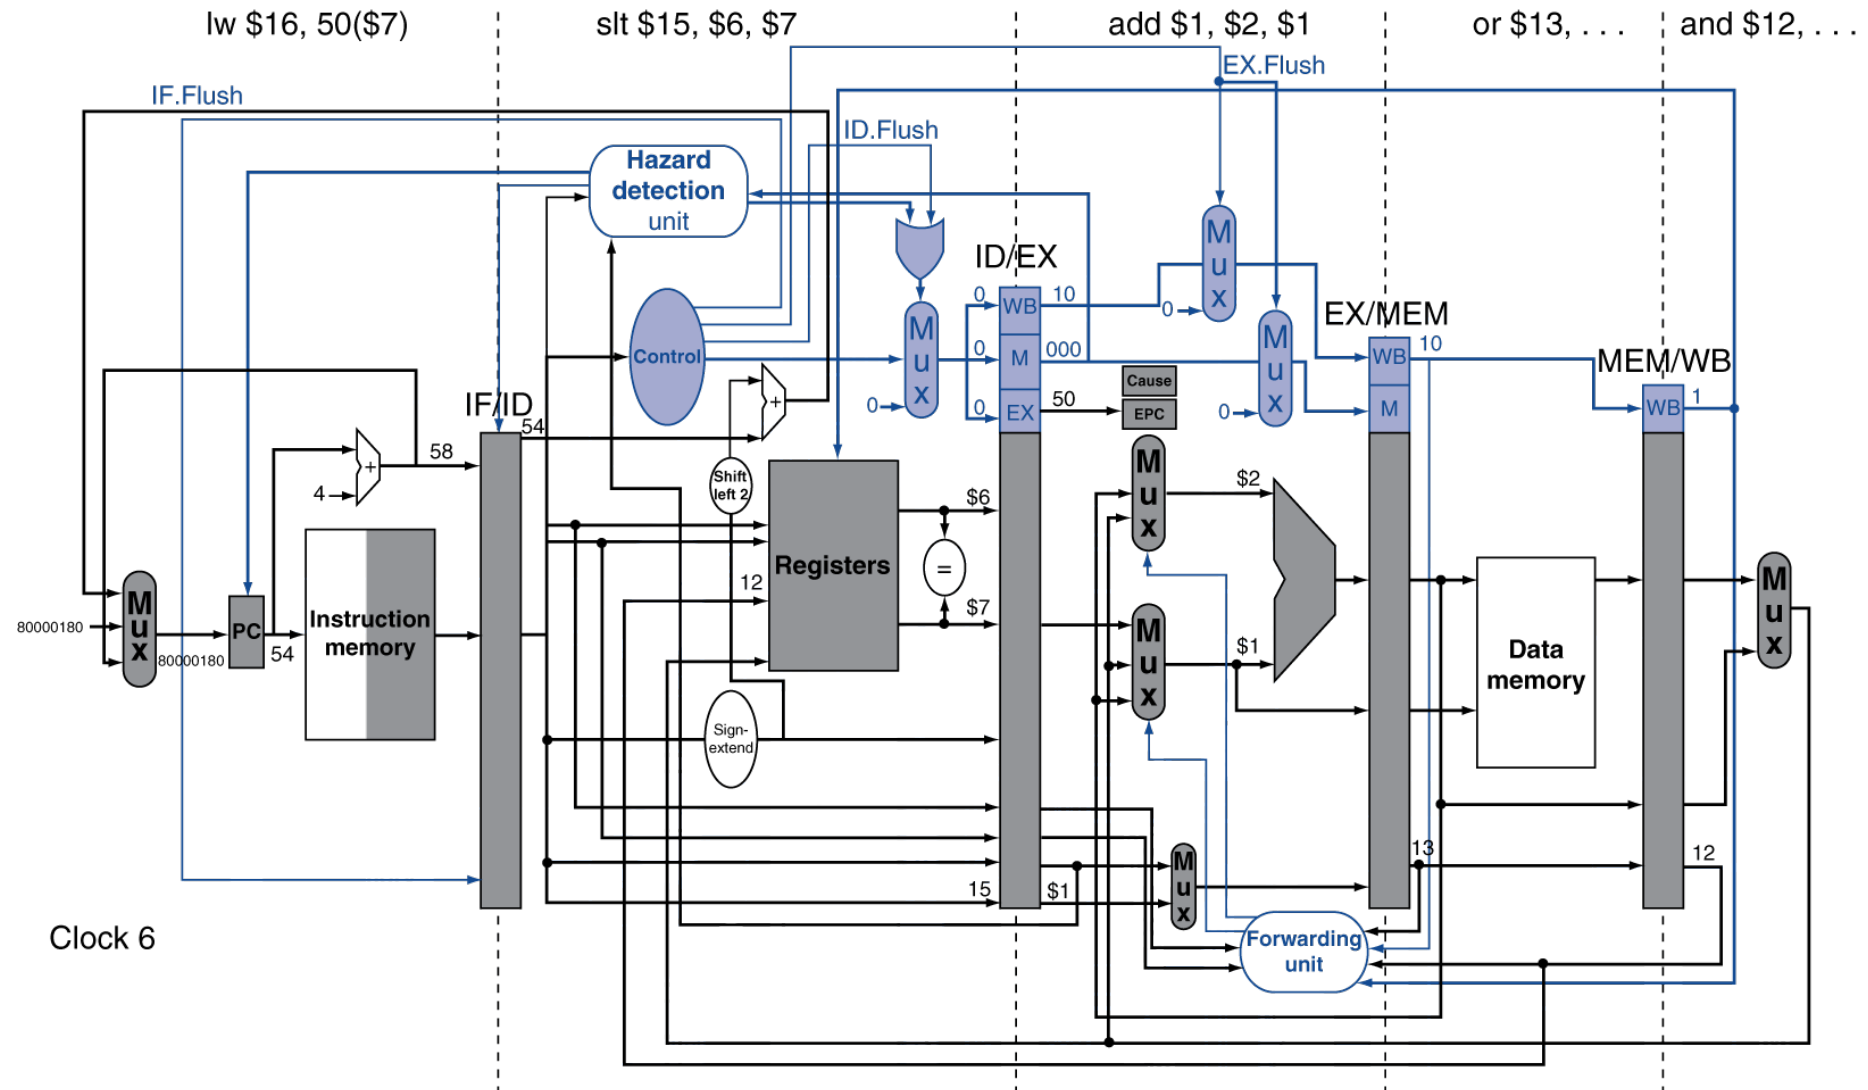 lw $16, 50($7)
slt $15, $6, $7
add $1, $2, $1
or $13, . . .
and $12, . . .
EX.Flush
IF.Flush
ID.Flush
Hazard
detection
unit
M
u
x
0
ID/EX
0
WB
10
0
M
000
0
EX
50
Control
M
u
x
0
M
u
x
0
Cause
EPC
EX/MEM
WB
10
M
MEM/WB
WB
1
IF/ID
54
+
58
+
4
Shift
left 2
M
u
x
$2
$6
Registers
=
12
$7
M
u
x
$1
M
u
x
80000180
80000180
PC
54
Instruction
memory
Data
memory
M
u
x
Sign-
extend
13
12
M
u
x
15
$1
Forwarding
unit
Clock 6